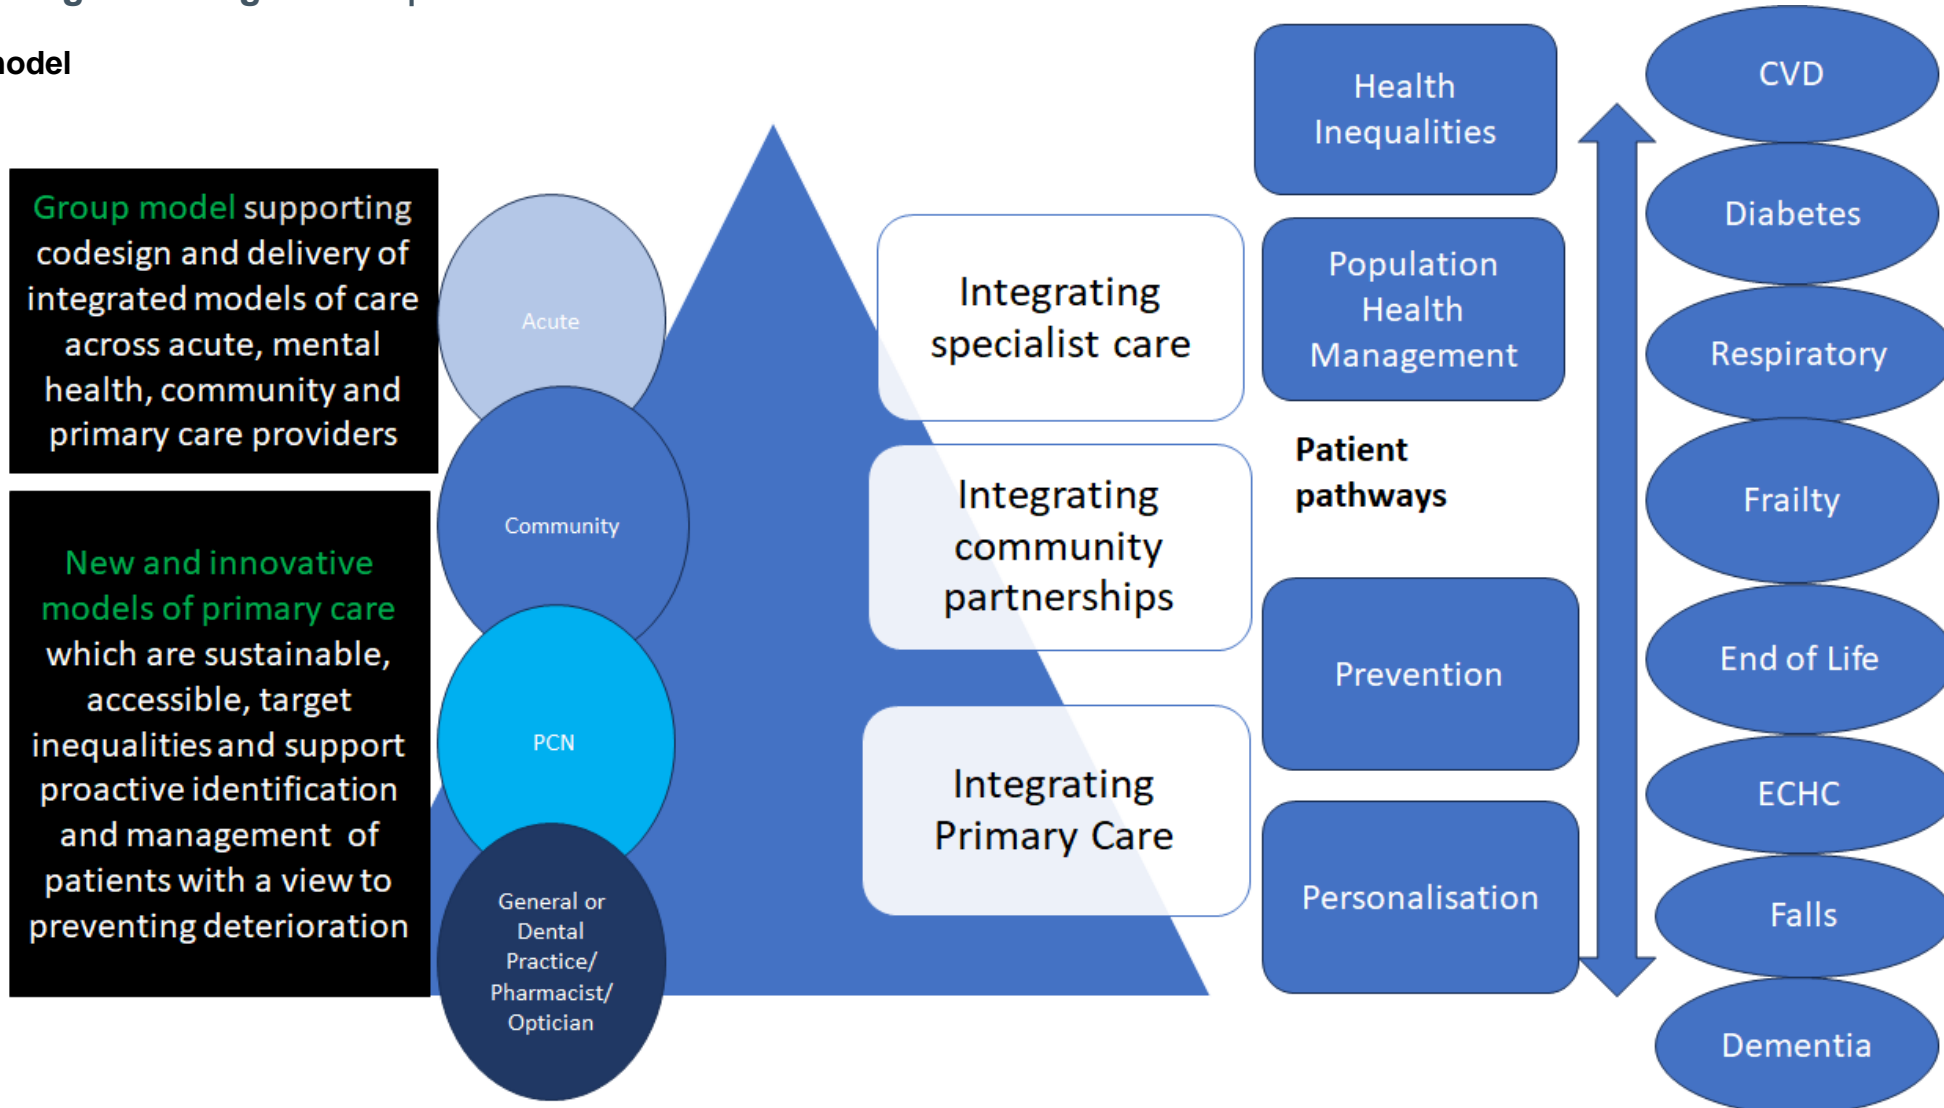 model
Group model supporting
codesign and delivery of
integrated models of care
across acute, mental
health, community and
primary care providers
New and innovative
models of primary care
which are sustainable,
accessible, target
inequalities and support
proactive identification
and management of
patients with a view to
preventing deterioration
Acute
Community
PCN
General or
Dental
Practice/
Pharmacist/
Optician
Integrating
specialist care
Integrating
community
partnerships
Integrating
Primary Care
Health
Inequalities
Population
Health
Management
Patient
pathways
Prevention
Personalisation
CVD
Diabetes
Respiratory
Frailty
End of Life
ECHC
Falls
Dementia